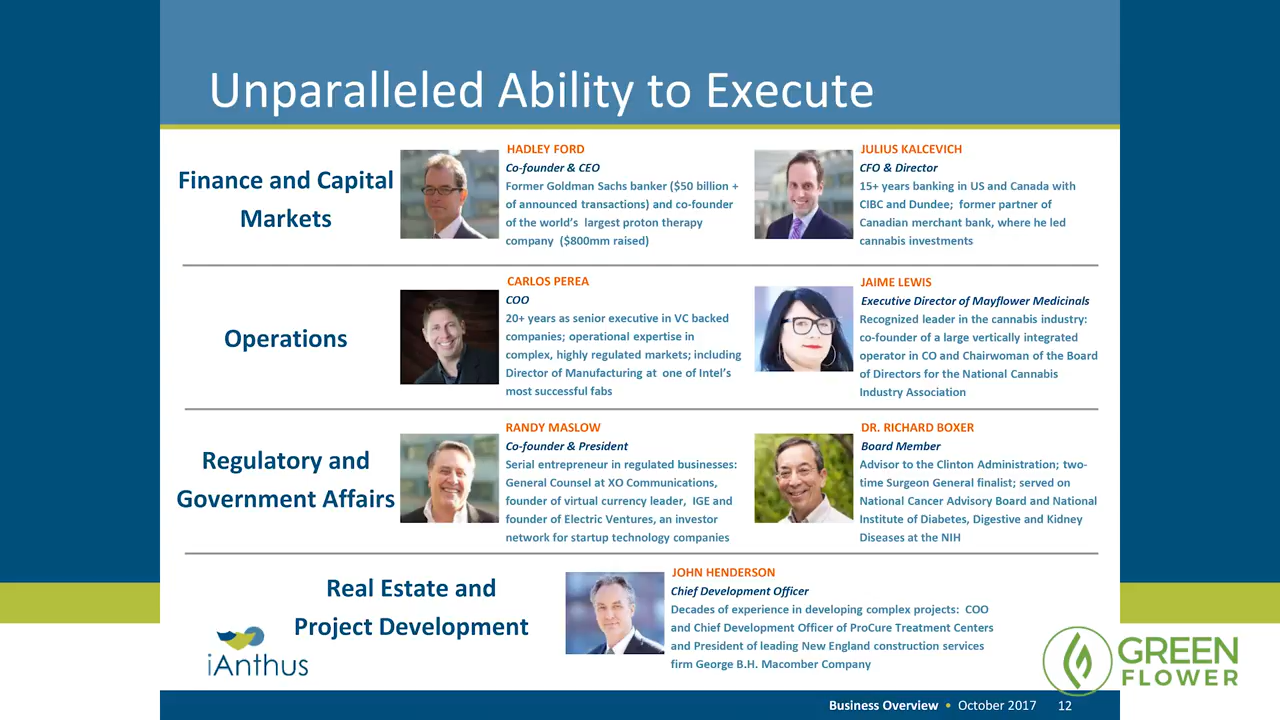 Unparalleled Ability to Execute
Finance and Capital
Markets
HADLEY FORD
Co-founder & CEO
Former Goldman Sachs banker ($50 billion +
of announced transactions) and co-founder
of the world’s largest proton therapy
company ($800mm raised)
JULIUS KALCEVICH
CFO & Director
15+ years banking in US and Canada with
CIBC and Dundee; former partner of
Canadian merchant bank, where he led
cannabis investments
Operations
CARLOS PEREA
COO
20+ years as senior executive in VC backed
companies; operational expertise in
complex, highly regulated markets; including
Director of Manufacturing at one of Intel’s
most successful fabs
JAIME LEWIS
Executive Director of Mayflower Medicinals
Recognized leader in the cannabis industry:
co-founder of a large vertically integrated
operator in CO and Chairwoman of the Board
of Directors for the National Cannabis
Industry Association
Regulatory and
Government Affairs
RANDY MASLOW
Co-founder & President
Serial entrepreneur in regulated businesses:
General Counsel at XO Communications,
founder of virtual currency leader, IGE and
founder of Electric Ventures, an investor
network for startup technology companies
DR. RICHARD BOXER
Board Member
Advisor to the Clinton Administration; two-
time Surgeon General finalist; served on
National Cancer Advisory Board and National
Institute of Diabetes, Digestive and Kidney
Diseases at the NIH
Real Estate and
Project Development
JOHN HENDERSON
Chief Development Officer
Decades of experience in developing complex projects: COO
and Chief Development Officer of ProCure Treatment Centers
and President of leading New England construction services
firm George B.H. Macomber Company
iAnthus
GREEN
FLOWER
Business Overview • October 2017 12